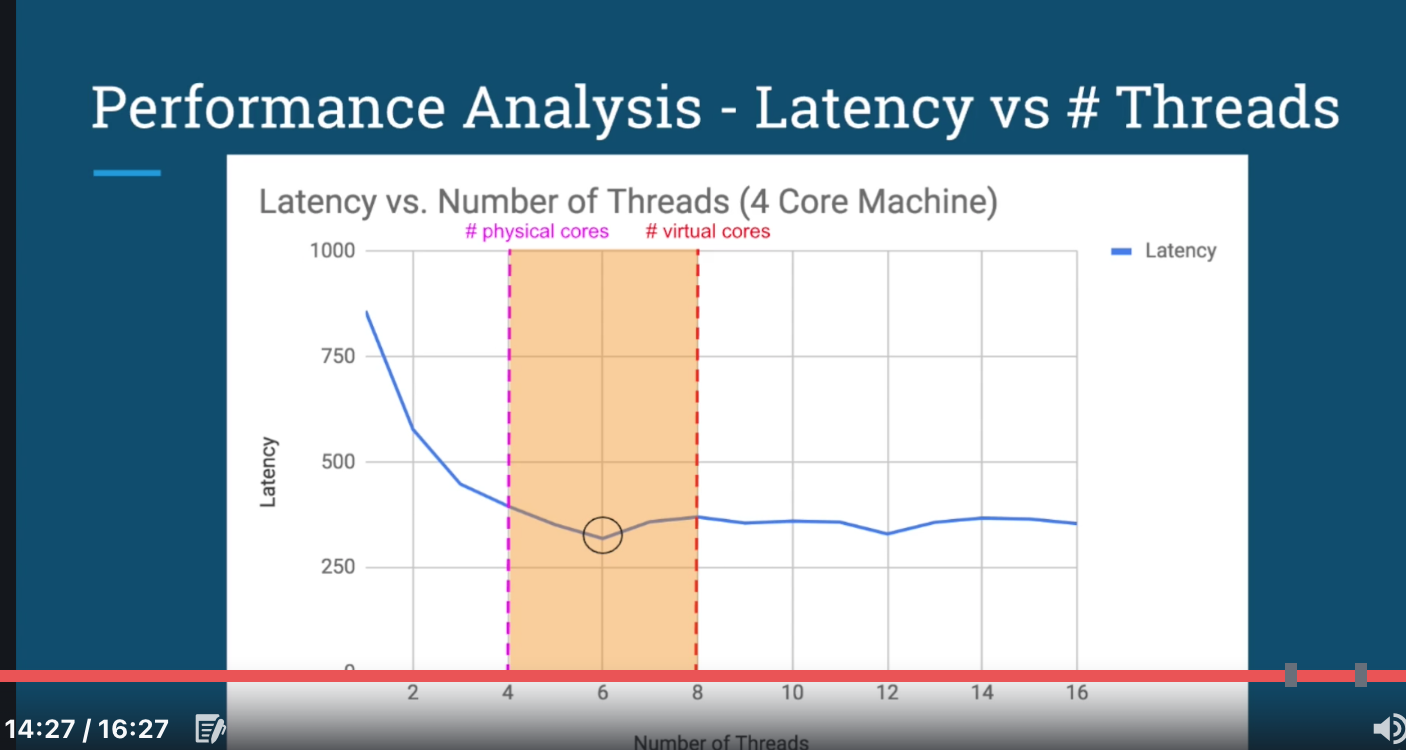 Performance Analysis - Latency vs # Threads
Latency vs. Number of Threads (4 Core Machine)
# physical cores # virtual cores
1000
Latency
750
500
Latency
250
0
2 4 6 8 10 12 14 16
14:27 / 16:27
Number of Threads